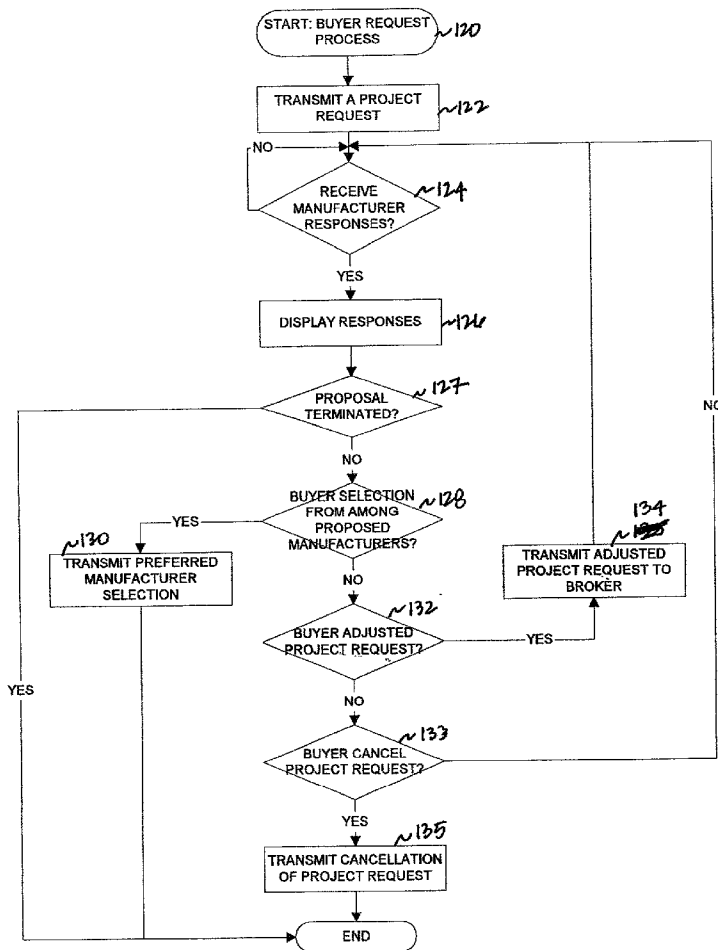 START: BUYER REQUEST
PROCESS
~120
TRANSMIT A PROJECT
REQUEST
~122
NO
RECEIVE
MANUFACTURER
RESPONSES?
~124
YES
DISPLAY RESPONSES
~126
PROPOSAL
TERMINATED?
~127
NO
NO
BUYER SELECTION
FROM AMONG
PROPOSED
MANUFACTURERS?
~128
YES
~130
TRANSMIT PREFERRED
MANUFACTURER
SELECTION
134
TRANSMIT ADJUSTED
PROJECT REQUEST TO
BROKER
NO
~132
BUYER ADJUSTED
PROJECT REQUEST?
YES
YES
NO
~133
BUYER CANCEL
PROJECT REQUEST?
YES
~135
TRANSMIT CANCELLATION
OF PROJECT REQUEST
END